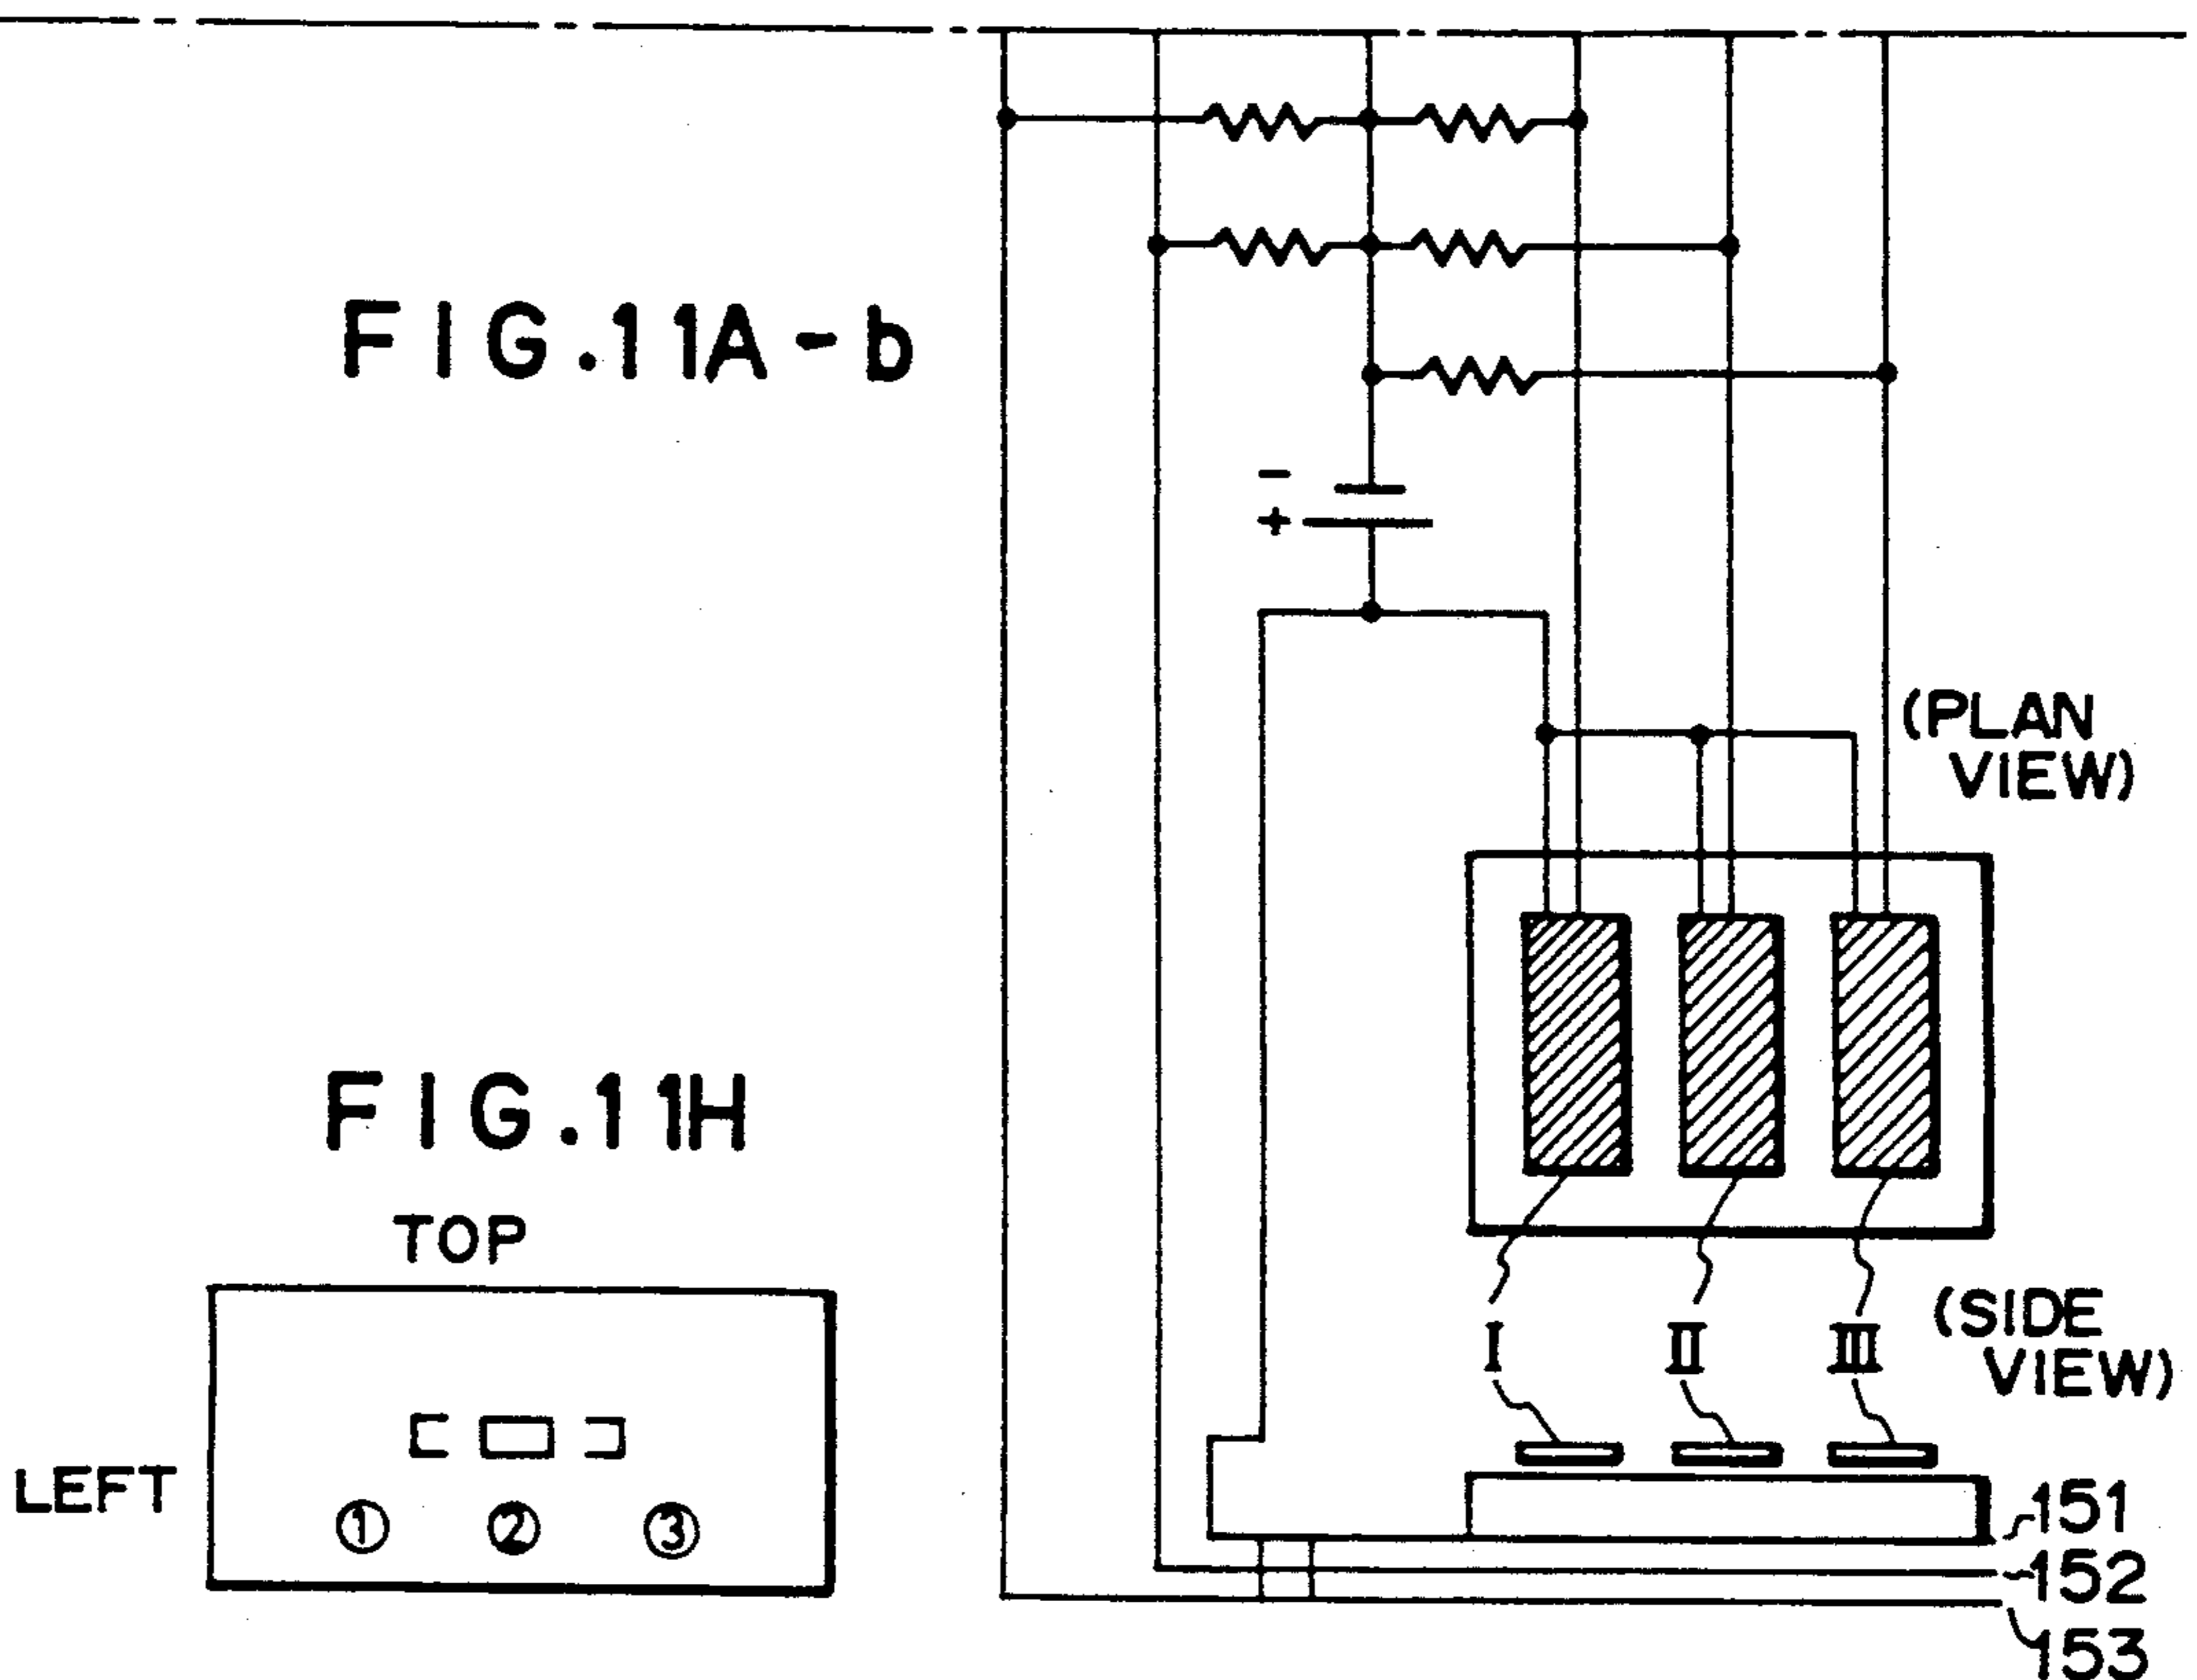 FIG.11A-b
-
+
(PLAN
VIEW)
FIG.11H
TOP
LEFT
① ② ③
I II III
(SIDE
VIEW)
151
152
153